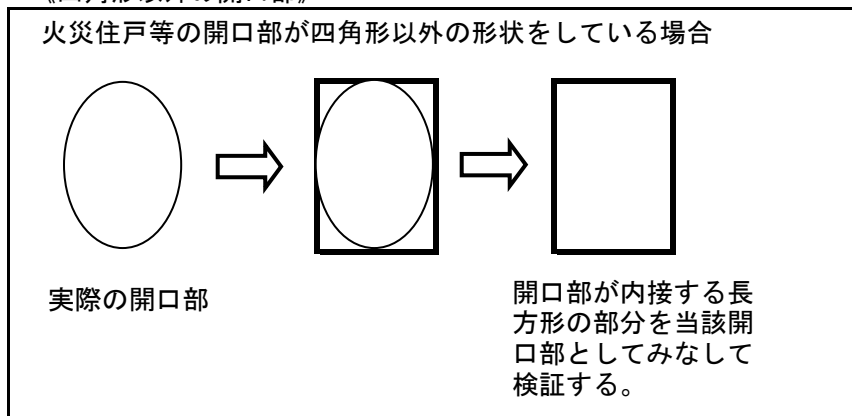 火災住戸等の開口部が四角形以外の形状をしている場合
実際の開口部
開口部が内接する長
方形の部分を当該開
口部としてみなして
検証する。